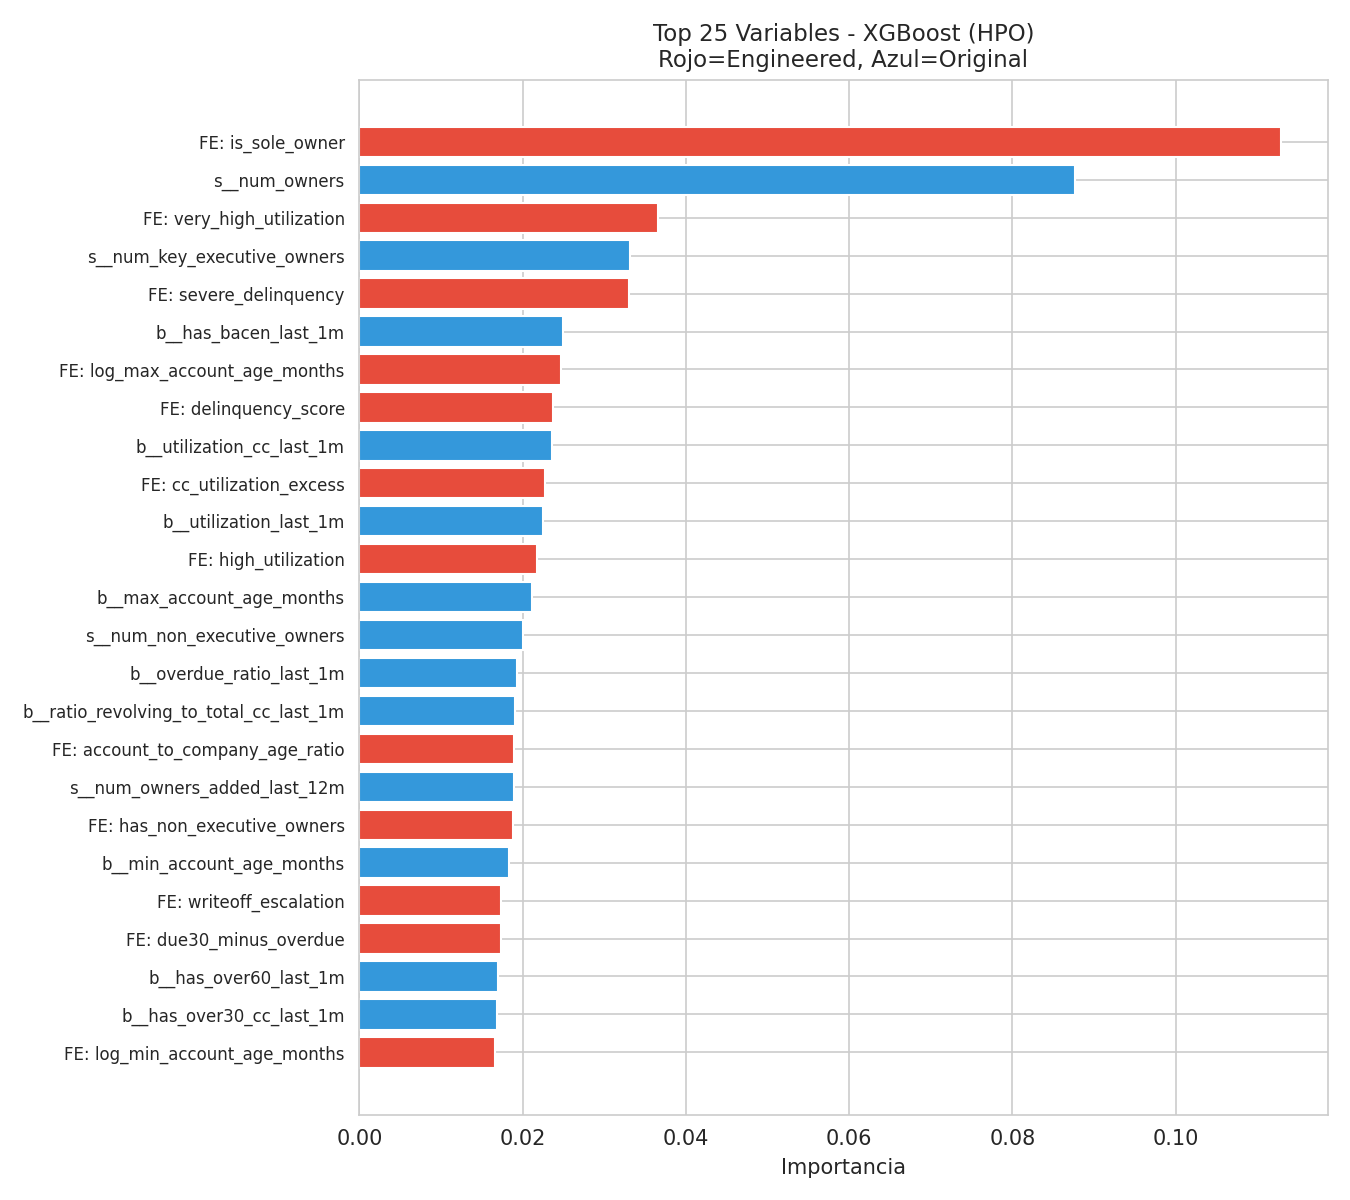 Top 25 Variables - XGBoost (HPO)
Rojo=Engineered, Azul=Original
FE: is_sole_owner
s__num_owners
FE: very_high_utilization
s__num_key_executive_owners
FE: severe_delinquency
b__has_bacen_last_1m
FE: log_max_account_age_months
FE: delinquency_score
b__utilization_cc_last_1m
FE: cc_utilization_excess
b__utilization_last_1m
FE: high_utilization
b__max_account_age_months
s__num_non_executive_owners
b__overdue_ratio_last_1m
b__ratio_revolving_to_total_cc_last_1m
FE: account_to_company_age_ratio
s__num_owners_added_last_12m
FE: has_non_executive_owners
b__min_account_age_months
FE: writeoff_escalation
FE: due30_minus_overdue
b__has_over60_last_1m
b__has_over30_cc_last_1m
FE: log_min_account_age_months
0.00 0.02 0.04 0.06 0.08 0.10
Importancia